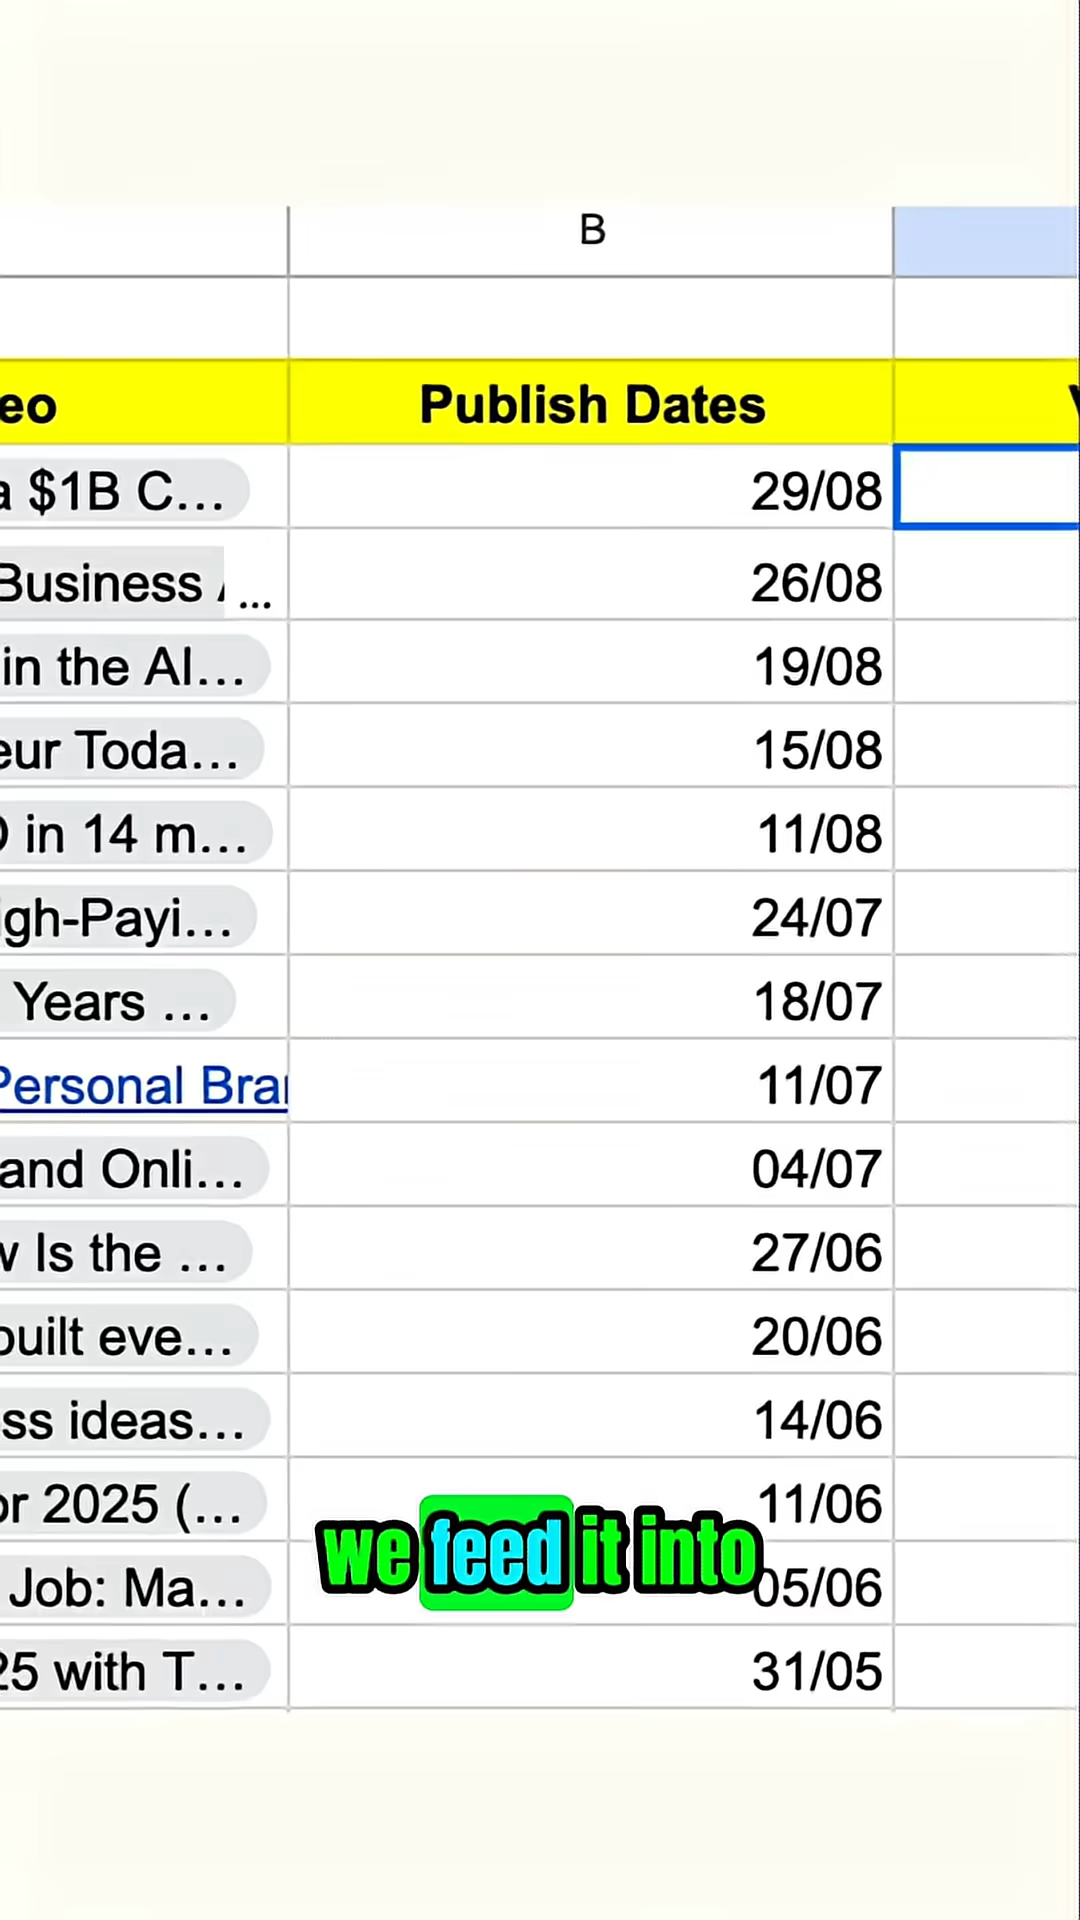 B
eo Publish Dates
a $1B C... 29/08
Business ... 26/08
in the AI... 19/08
eur Toda... 15/08
in 14 m... 11/08
igh-Payi... 24/07
Years ... 18/07
Personal Bra 11/07
and Onli... 04/07
w Is the ... 27/06
built eve... 20/06
ss ideas... 14/06
or 2025 (... 11/06
we feed it into
Job: Ma... 05/06
25 with T... 31/05